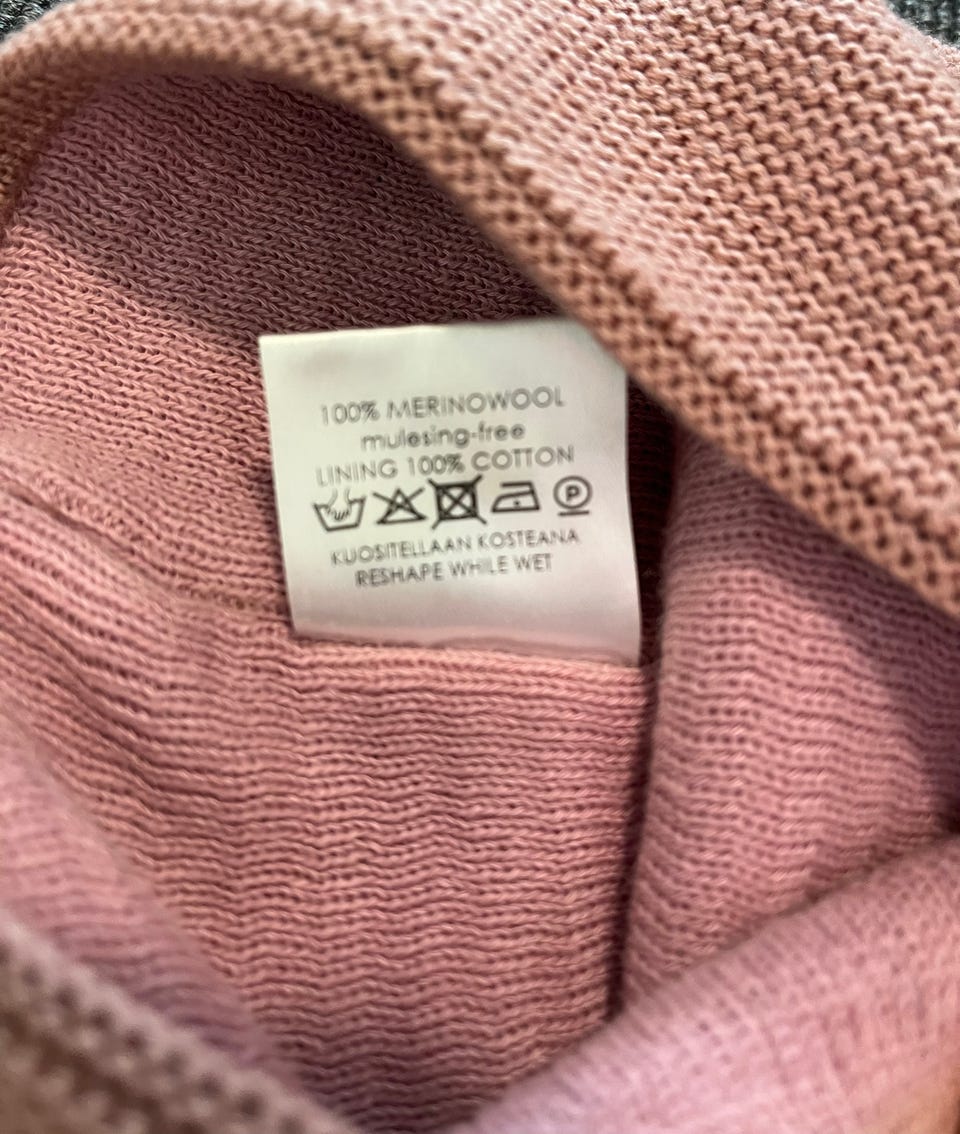 100% MERINOWOOL
mulesing-free
LINING 100% COTTON
P
KUOSITELLAAN KOSTEANA
RESHAPE WHILE WET